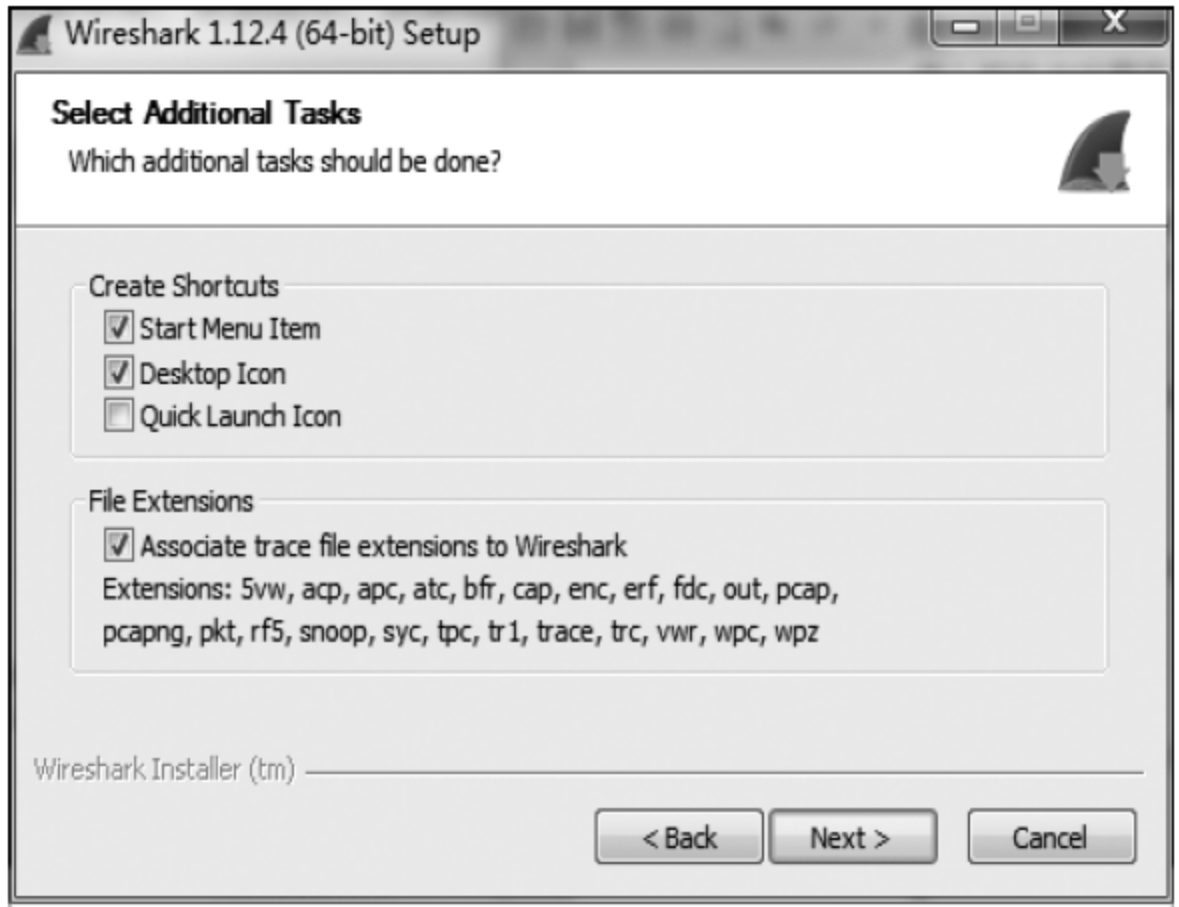 Wireshark 1.12.4 (64-bit) Setup
Select Additional Tasks
Which additional tasks should be done?
Create Shortcuts
Start Menu Item
Desktop Icon
Quick Launch Icon
File Extensions
Associate trace file extensions to Wireshark
Extensions: 5vw, acp, apc, atc, bfr, cap, enc, erf, fdc, out, pcap,
pcapng, pkt, rf5, snoop, syc, tpc, tr1, trace, trc, vwr, wpc, wpz
Wireshark Installer (tm)
< Back Next > Cancel